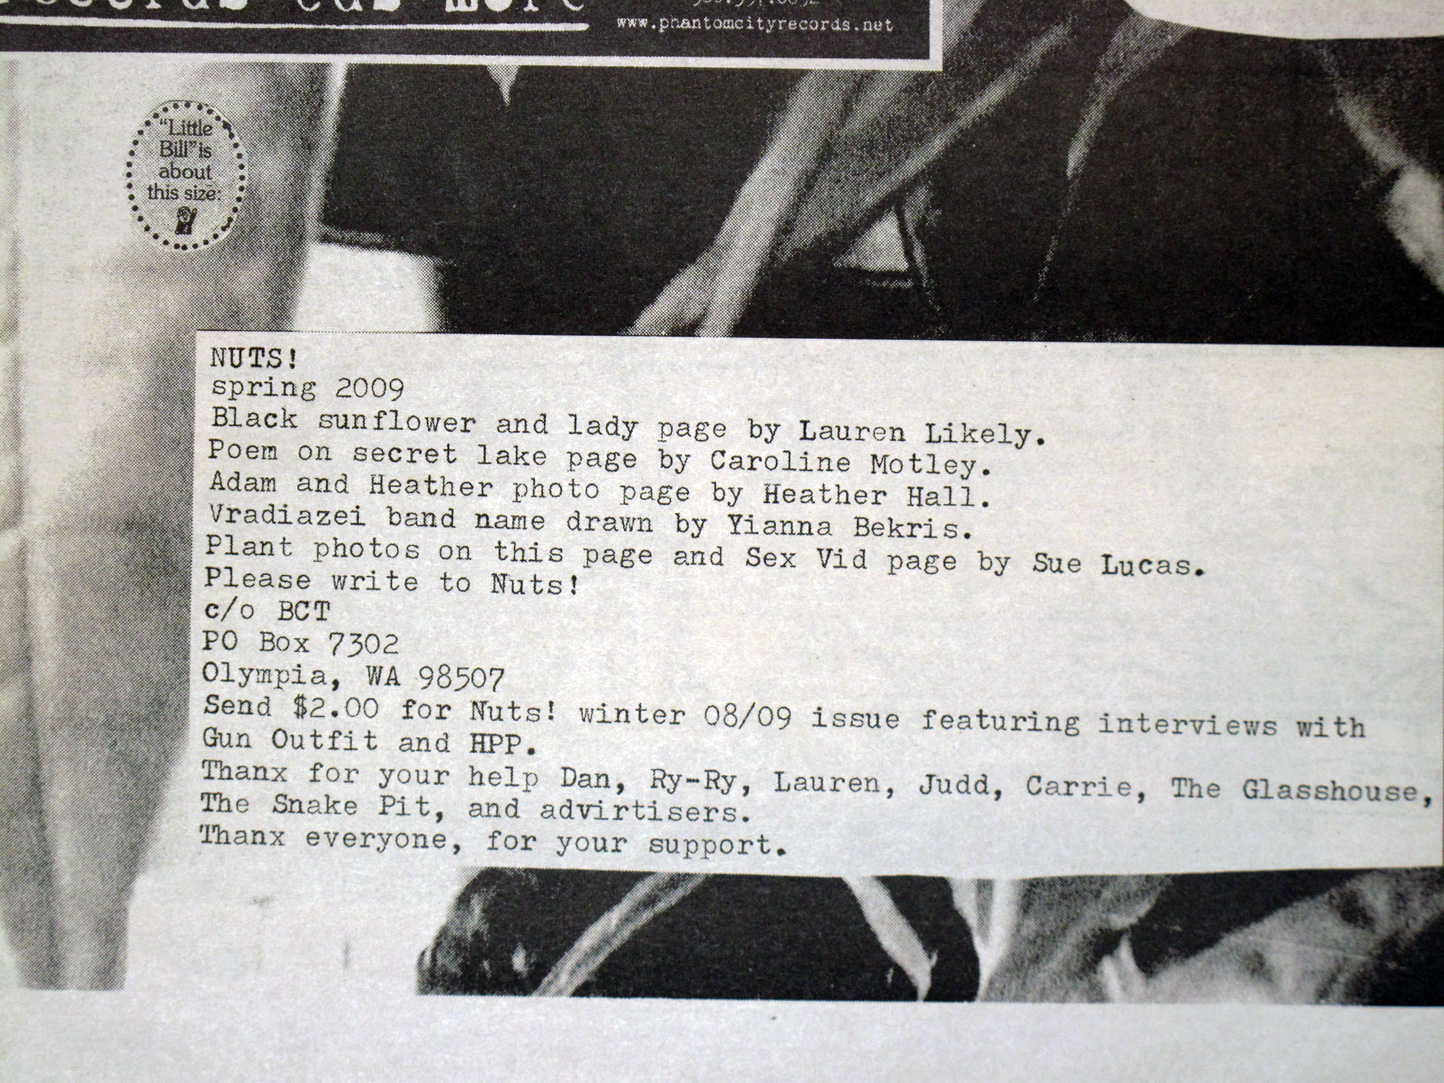 www.phantomcityrecords.net
"Little
Bill" is
about
this size:
NUTS!
spring 2009
Black sunflower and lady page by Lauren Likely.
Poem on secret lake page by Caroline Motley.
Adam and Heather photo page by Heather Hall.
Vradiazei band name drawn by Yianna Bekris.
Plant photos on this page and Sex Vid page by Sue Lucas.
Please write to Nuts!
c/o BCT
PO Box 7302
Olympia, WA 98507
Send $2.00 for Nuts! winter 08/09 issue featuring interviews with
Gun Outfit and HPP.
Thanx for your help Dan, Ry-Ry, Lauren, Judd, Carrie, The Glasshouse,
The Snake Pit, and advirtisers.
Thanx everyone, for your support.